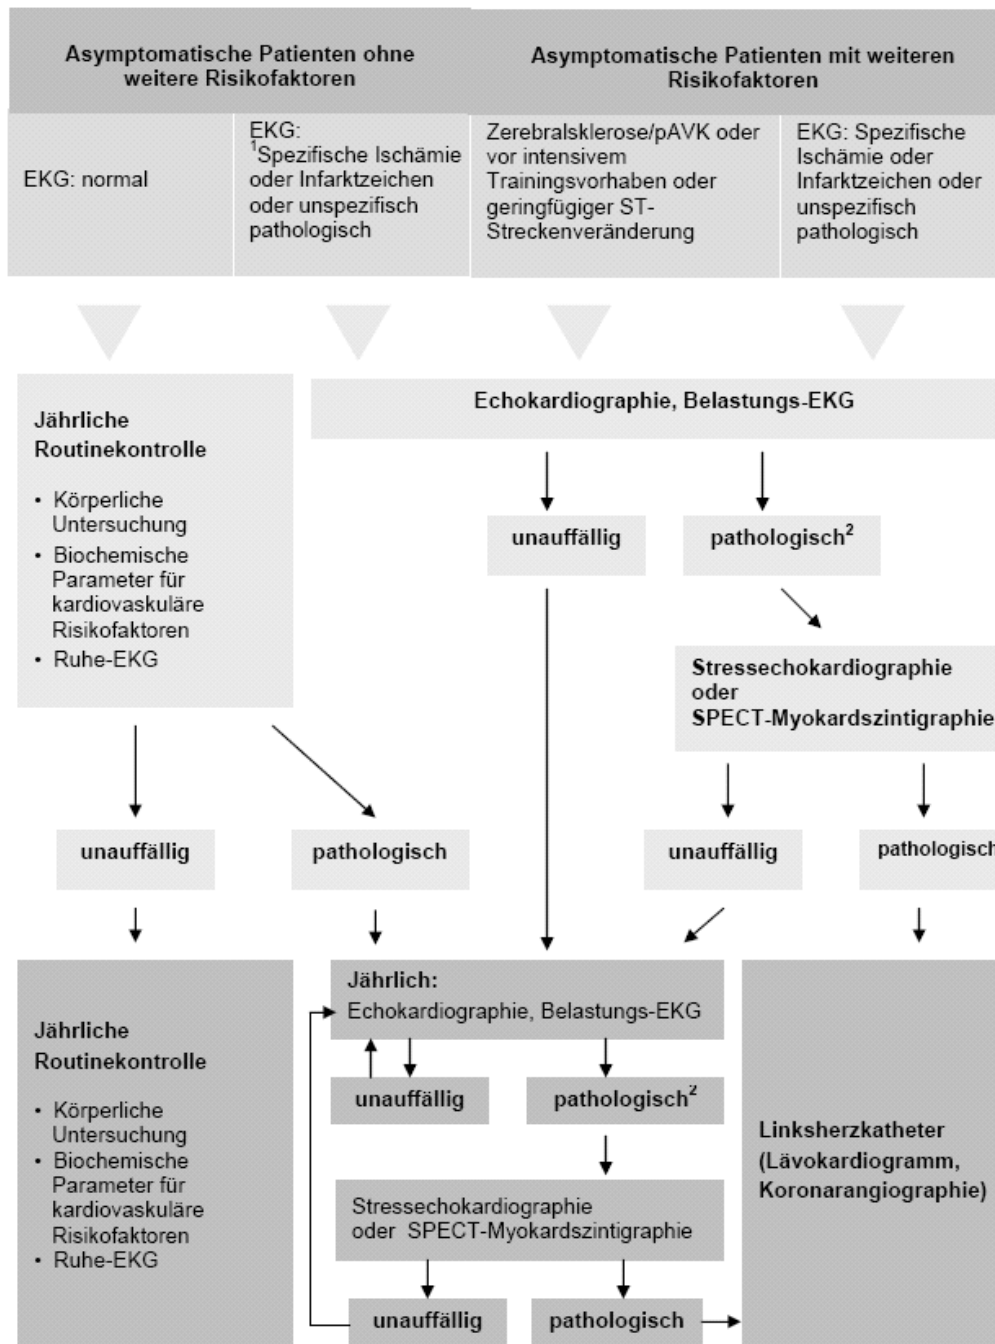 Asymptomatische Patienten ohne
weitere Risikofaktoren
Asymptomatische Patienten mit weiteren
Risikofaktoren
EKG: normal
EKG:
¹Spezifische Ischämie
oder Infarktzeichen
oder unspezifisch
pathologisch
Zerebralsklerose/pAVK oder
vor intensivem
Trainingsvorhaben oder
geringfügiger ST-
Streckenveränderung
EKG: Spezifische
Ischämie oder
Infarktzeichen oder
unspezifisch
pathologisch
Jährliche
Routinekontrolle
• Körperliche
Untersuchung
• Biochemische
Parameter für
kardiovaskuläre
Risikofaktoren
• Ruhe-EKG
Echokardiographie, Belastungs-EKG
unauffällig
pathologisch²
Stressechokardiographie
oder
SPECT-Myokardszintigraphie
unauffällig
pathologisch
unauffällig
pathologisch
Jährliche
Routinekontrolle
• Körperliche
Untersuchung
• Biochemische
Parameter für
kardiovaskuläre
Risikofaktoren
• Ruhe-EKG
Jährlich:
Echokardiographie, Belastungs-EKG
unauffällig
pathologisch²
Stressechokardiographie
oder SPECT-Myokardszintigraphie
unauffällig
pathologisch
Linksherzkatheter
(Lävokardiogramm,
Koronarangiographie)